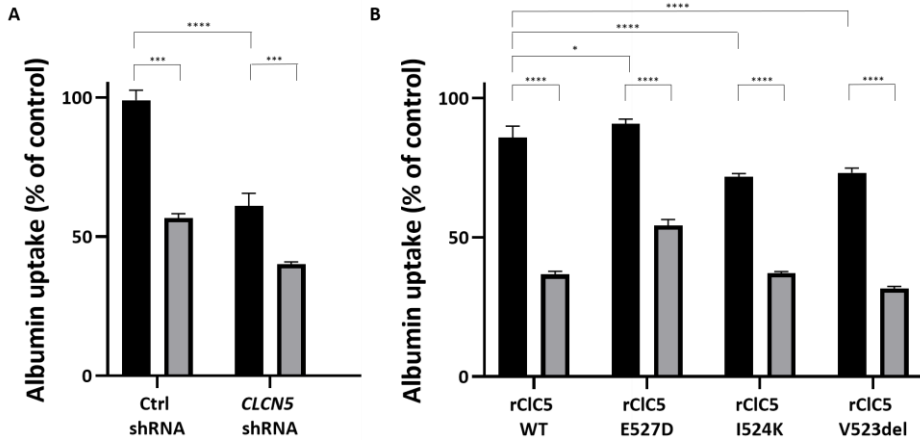 A
****
***
***
Albumin uptake (% of control)
100
50
0
Ctrl
shRNA
CLCN5
shRNA
B
****
****
*
****
****
****
****
Albumin uptake (% of control)
100
50
0
rClC5
WT
rClC5
E527D
rClC5
I524K
rClC5
V523del